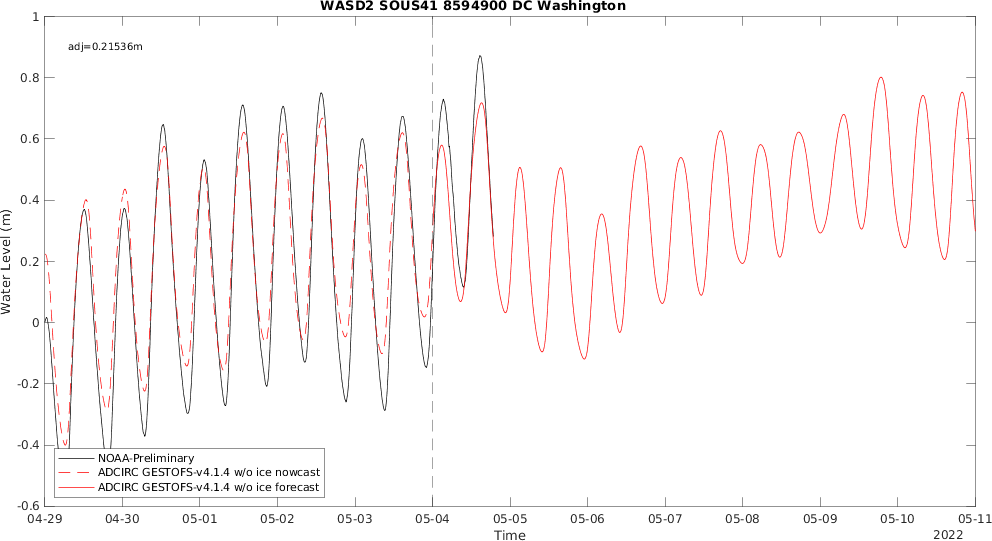 WASD2 SOUS41 8594900 DC Washington
adj=0.21536m
1
0.8
0.6
0.4
0.2
0
-0.2
-0.4
-0.6
Water Level (m)
NOAA-Preliminary
ADCIRC GESTOFS-v4.1.4 w/o ice nowcast
ADCIRC GESTOFS-v4.1.4 w/o ice forecast
04-29 04-30 05-01 05-02 05-03 05-04 05-05 05-06 05-07 05-08 05-09 05-10 05-11
Time
2022